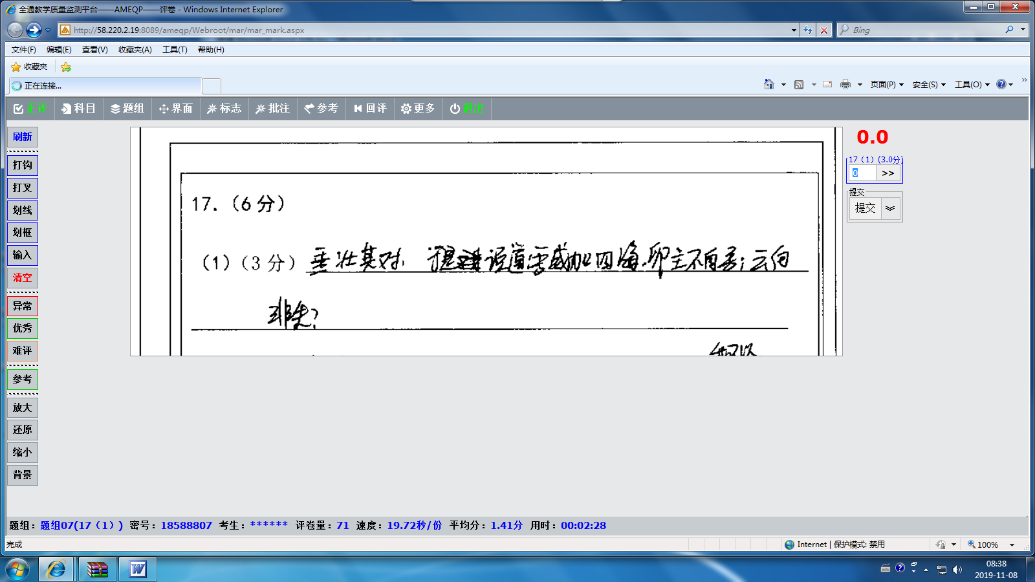 全通教学质量监测平台——AMEQP——评卷 - Windows Internet Explorer
http://58.220.2.19:8089/ameqp/Webroot/mar/mar_mark.aspx
Bing
文件(F) 编辑(E) 查看(V) 收藏夹(A) 工具(T) 帮助(H)
收藏夹
正在连接...
页面(P) 安全(S) 工具(O)
科目 题组 界面 标志 批注 参考 回评 更多
刷新
打钩
打叉
划线
划框
输入
清空
异常
优秀
难评
参考
放大
还原
缩小
背景
17.（6分）
（1）（3分）
四海
非
何以
0.0
17（1）(3.0分)
0 >>
提交
提交
题组：题组07(17（1）) 密号：18588807 考生：****** 评卷量：71 速度：19.72秒/份 平均分：1.41分 用时：00:02:28
完成
Internet | 保护模式: 禁用
100%
08:38
2019-11-08